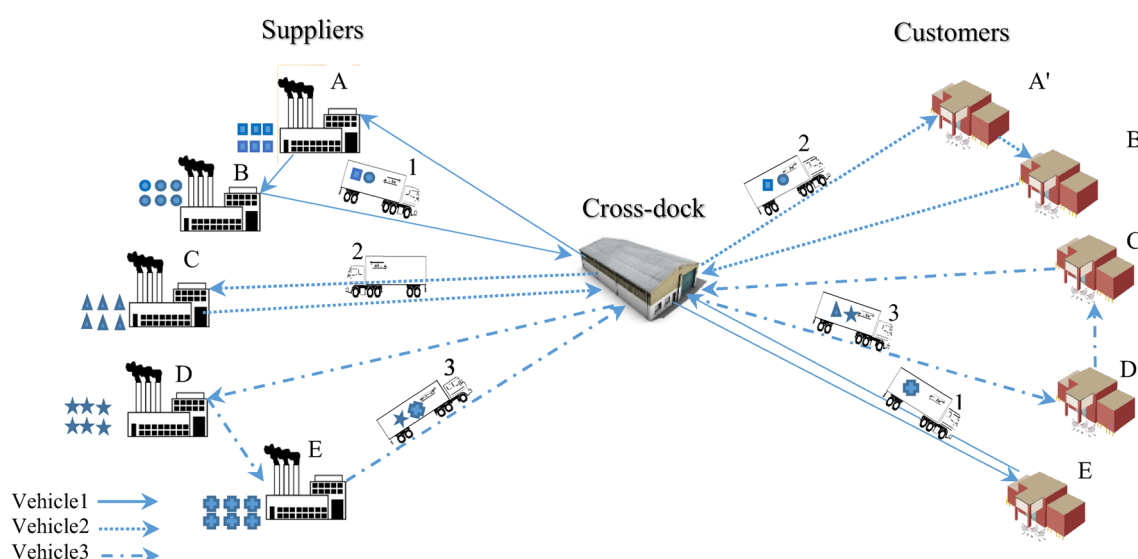 Suppliers
Customers
A
A'
1
2
B
B
Cross-dock
C
2
C
3
D
3
D
1
E
E
Vehicle1
Vehicle2
Vehicle3